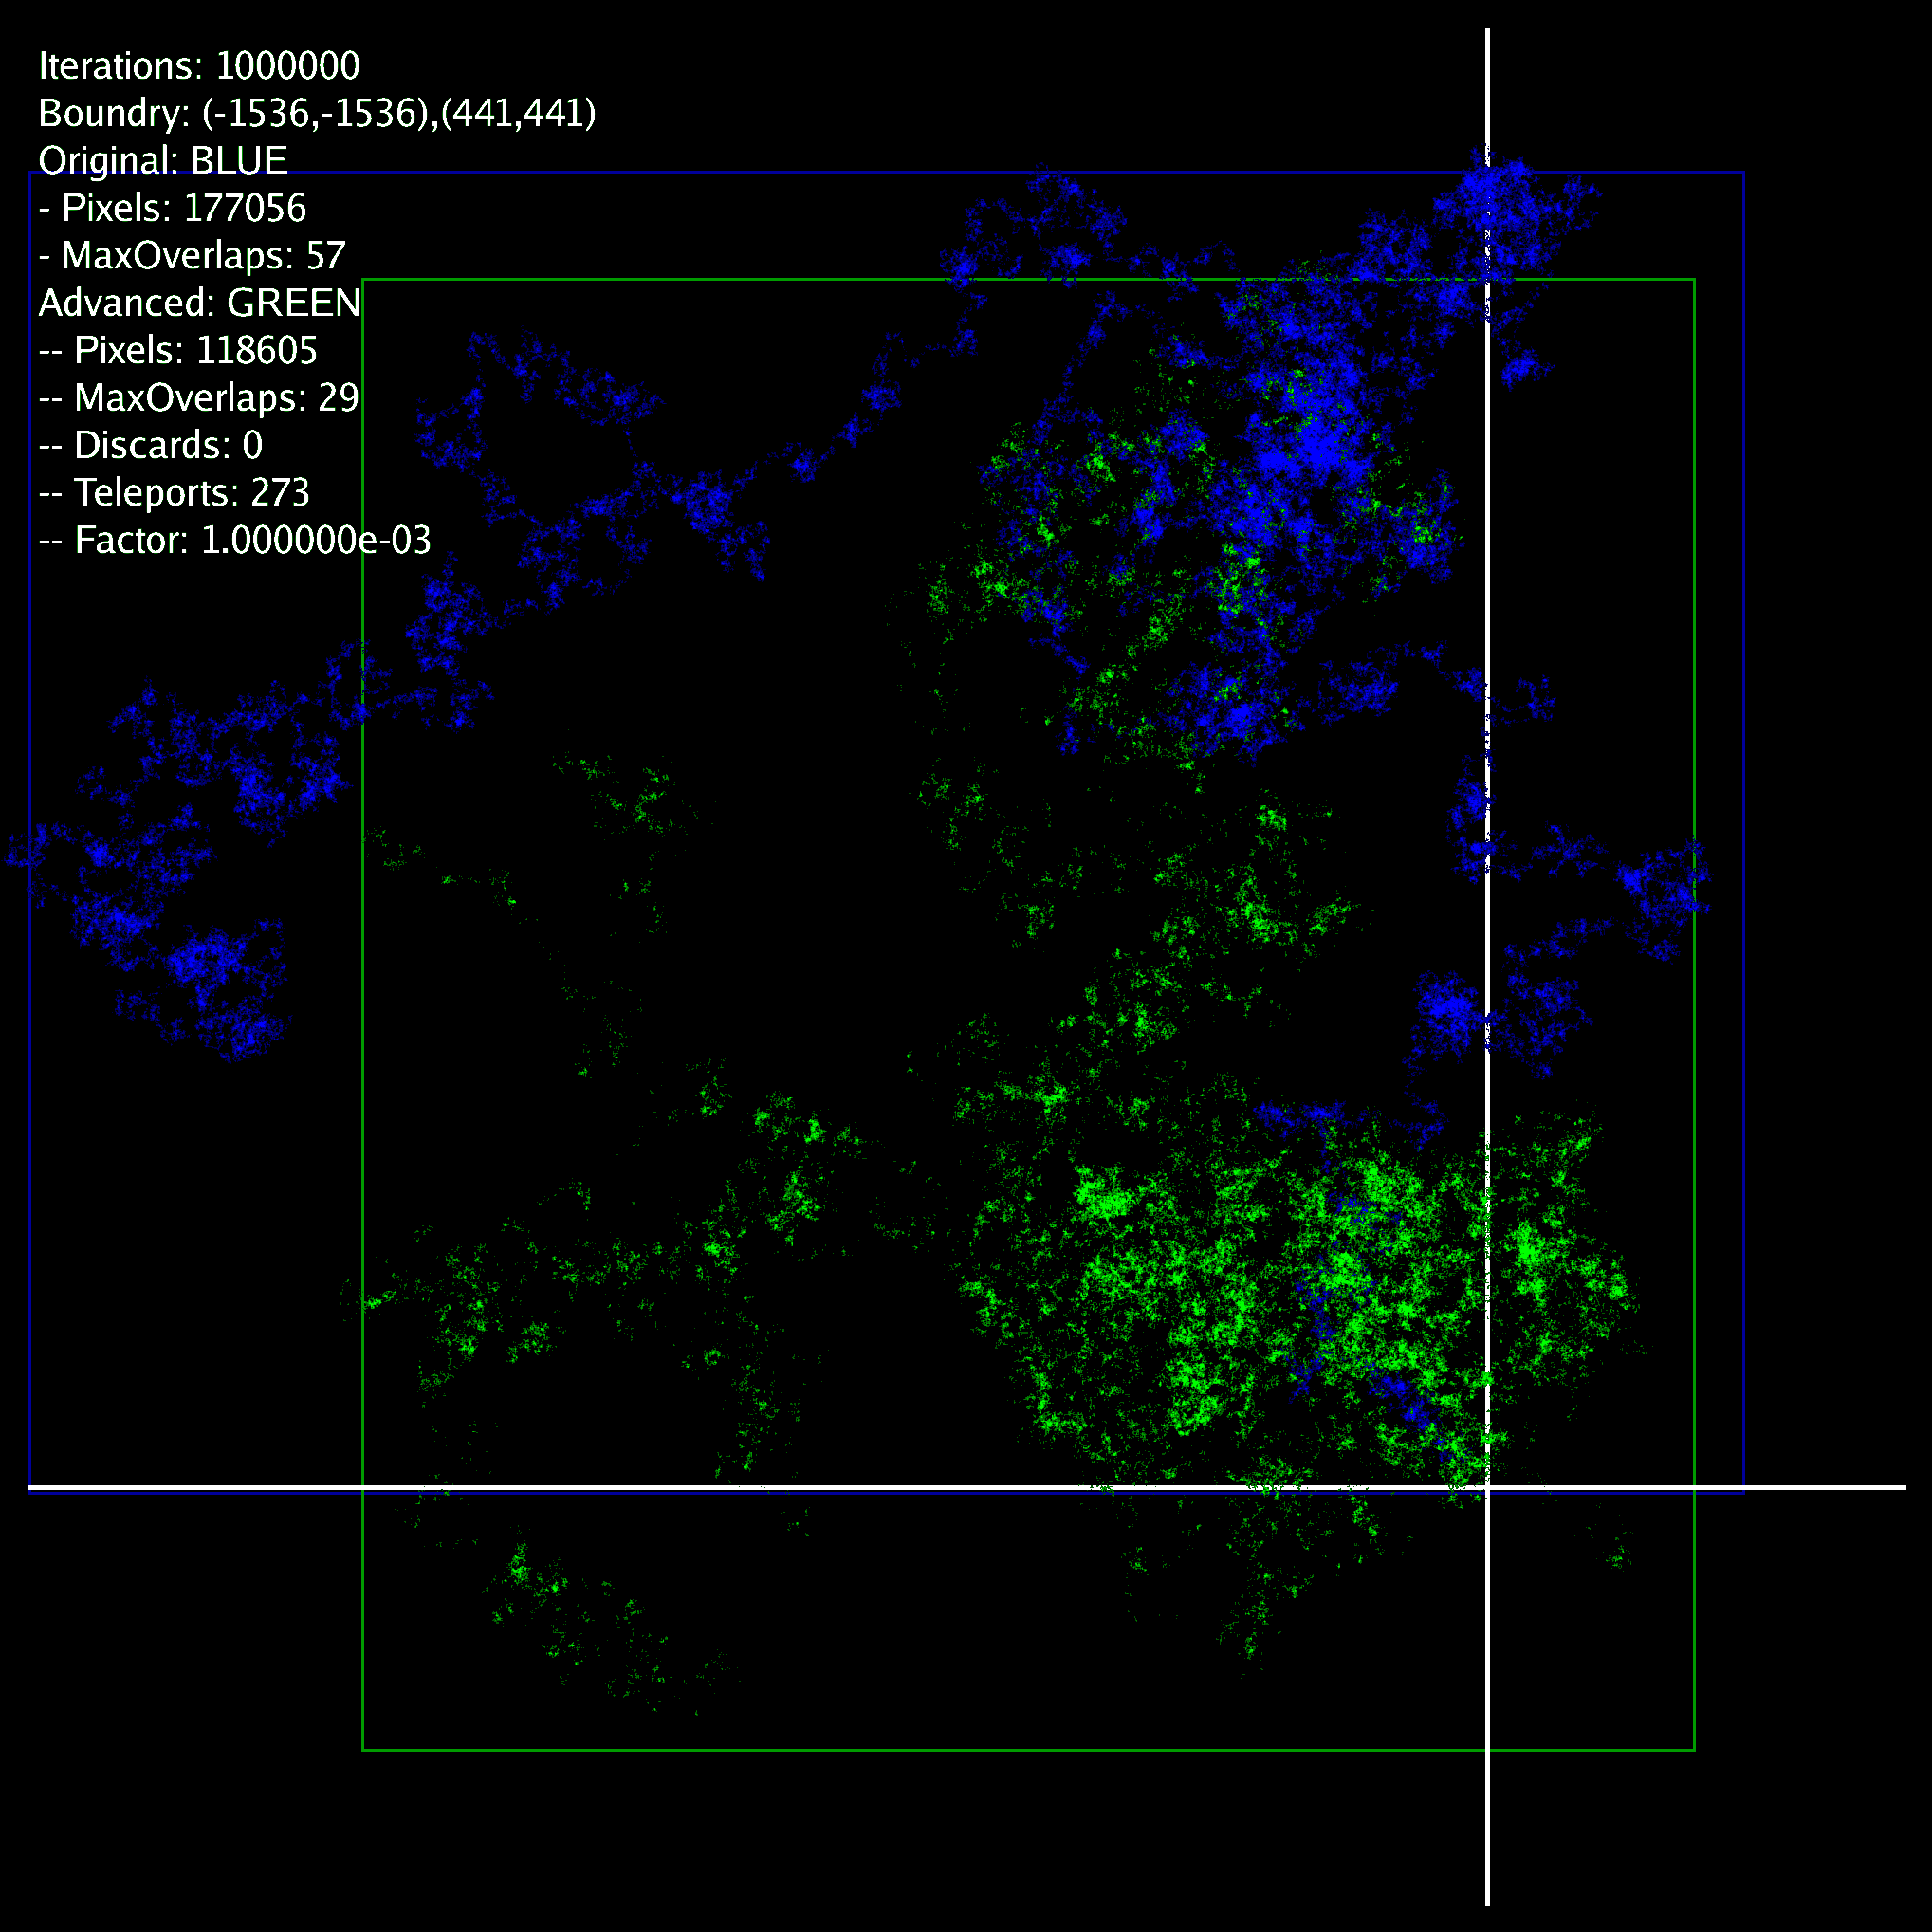 Iterations: 1000000
Boundry: (-1536,-1536),(441,441)
Original: BLUE
- Pixels: 177056
- MaxOverlaps: 57
Advanced: GREEN
-- Pixels: 118605
-- MaxOverlaps: 29
-- Discards: 0
-- Teleports: 273
-- Factor: 1.000000e-03